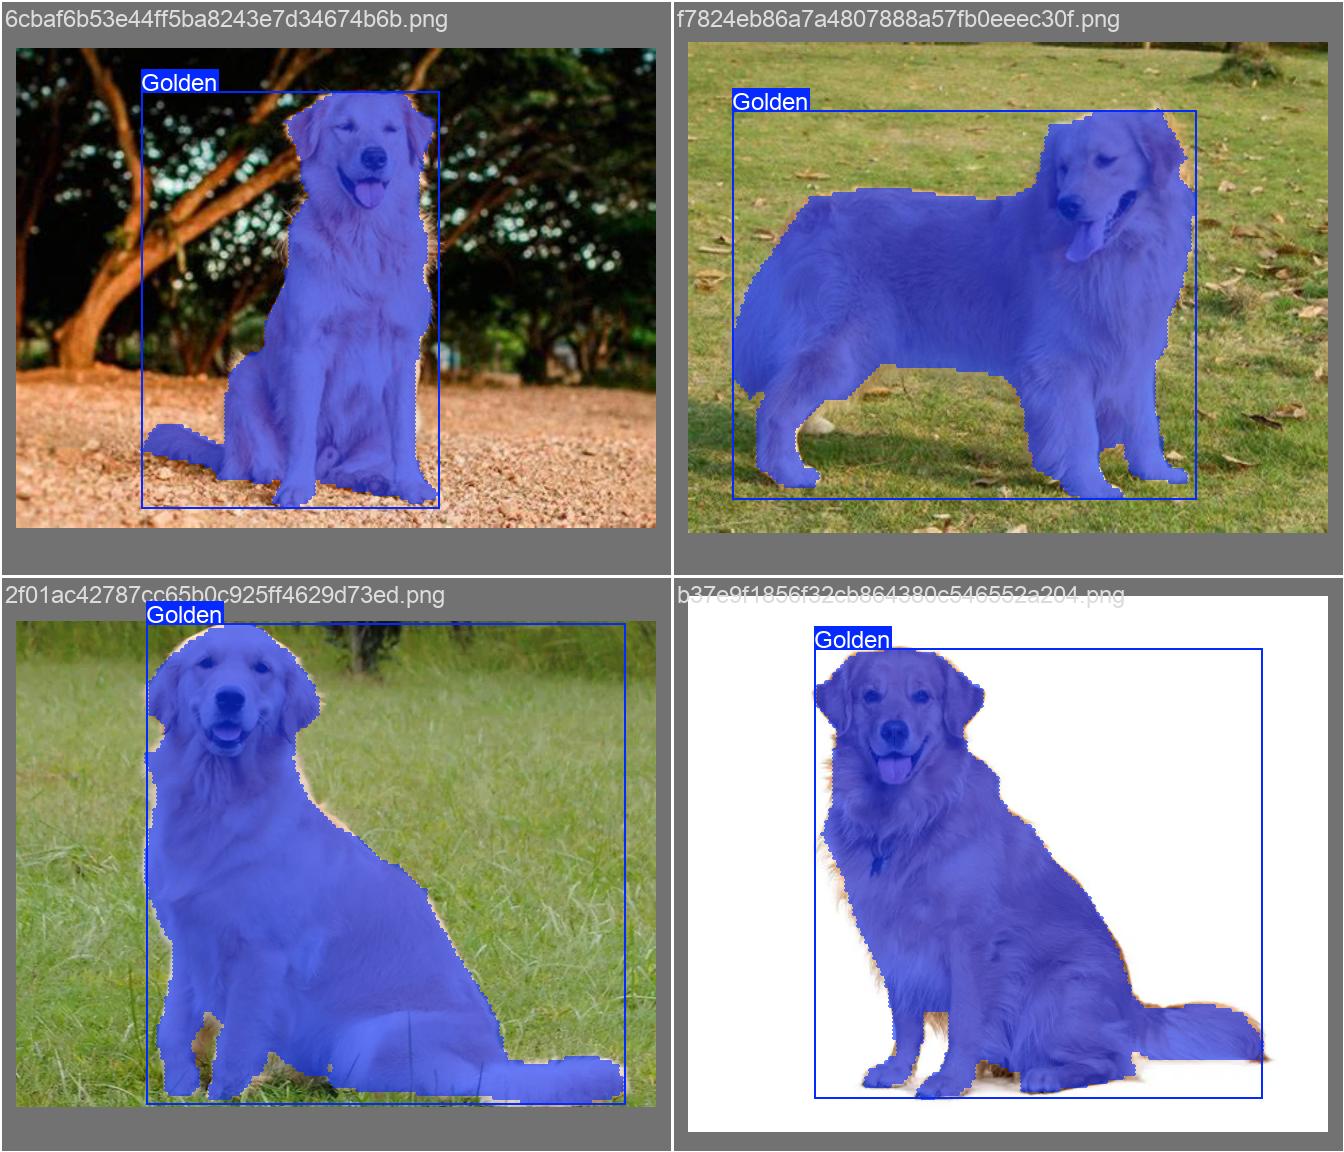 6cbaf6b53e44ff5ba8243e7d34674b6b.png
Golden
f7824eb86a7a4807888a57fb0eeec30f.png
Golden
2f01ac42787cc65b0c925ff4629d73ed.png
Golden
b37e9f1856f32cb864380c546552a204.png
Golden